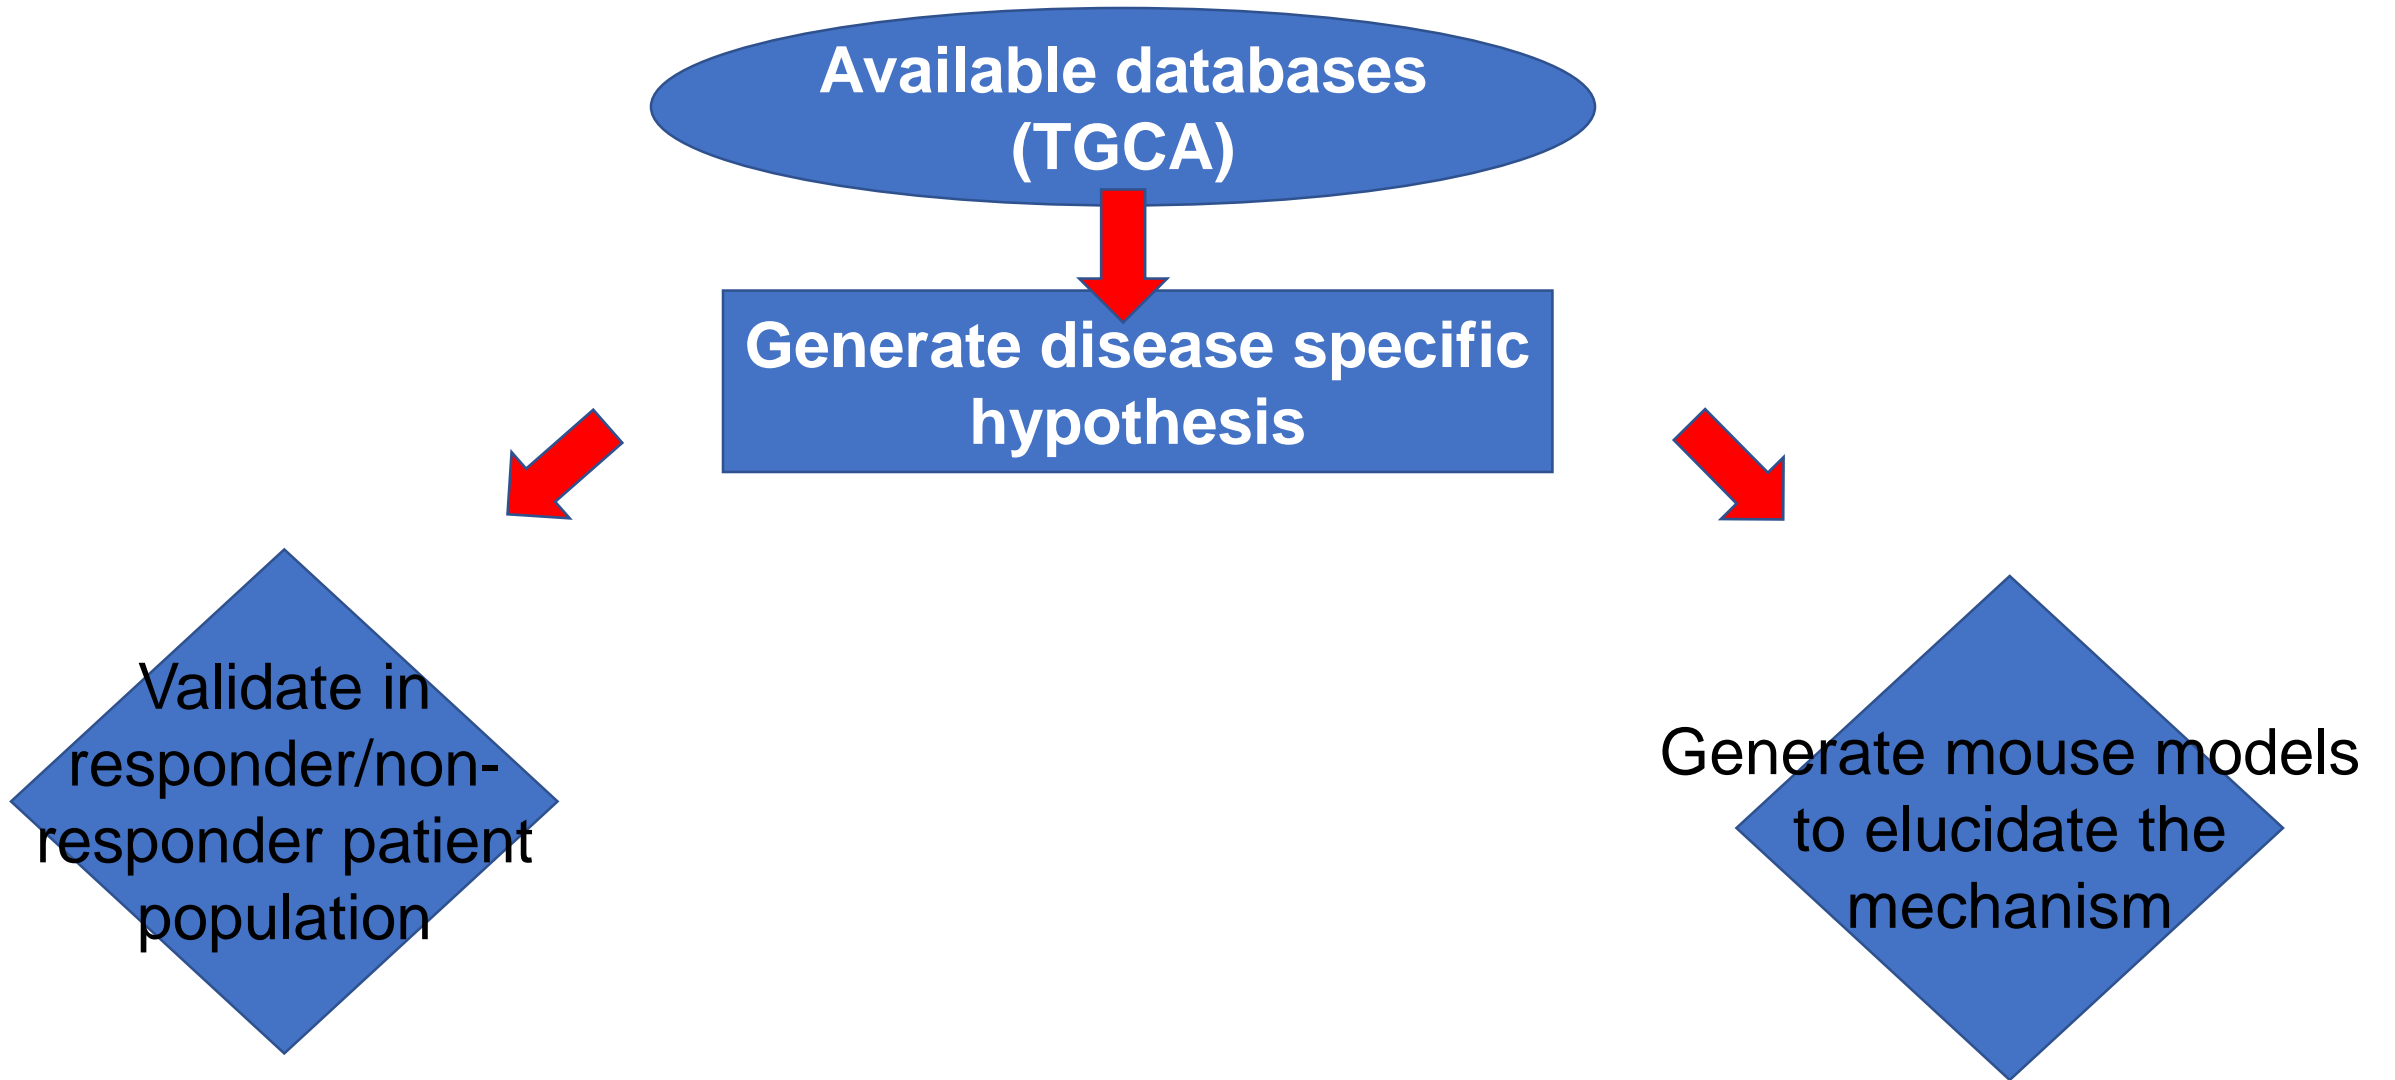 Available databases
(TGCA)
Generate disease specific
hypothesis
Validate in
responder/non-
responder patient
population
Generate mouse models
to elucidate the
mechanism